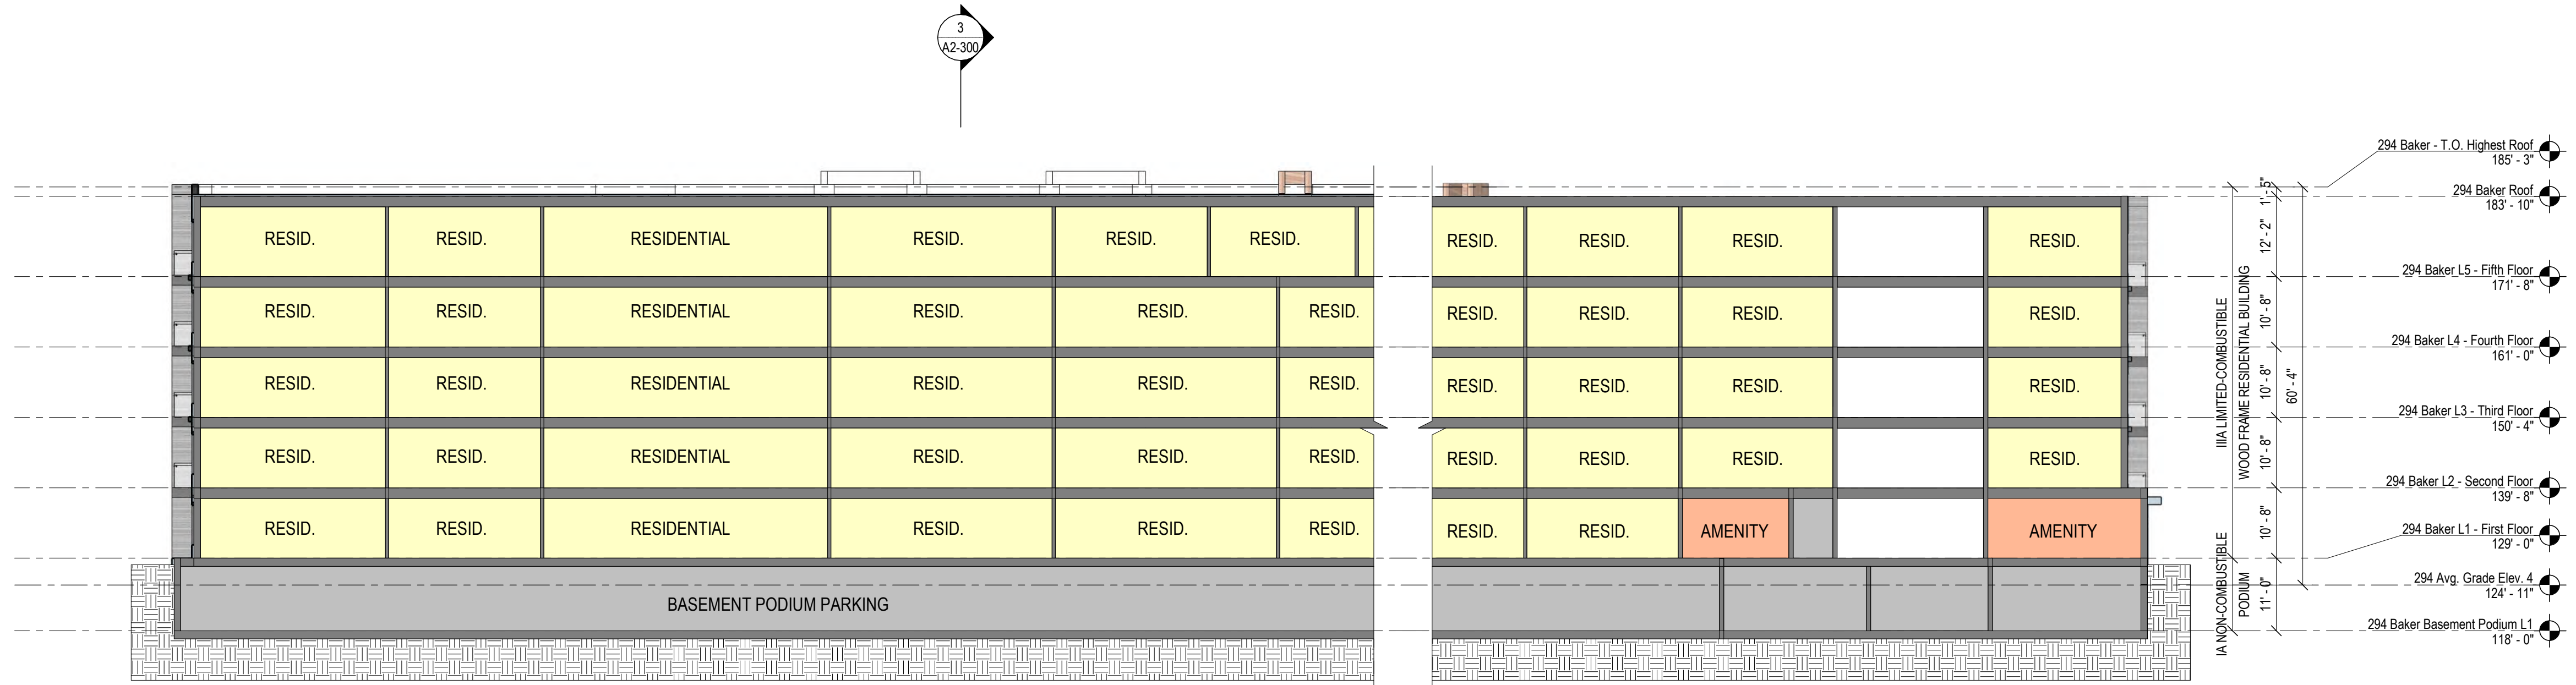 3
A2-300
294 Baker - T.O. Highest Roof
185' - 3"
1' - 5"
294 Baker Roof
183' - 10"
RESID. RESID. RESIDENTIAL RESID. RESID. RESID. RESID. RESID. RESID. RESID.
12' - 2"
294 Baker L5 - Fifth Floor
171' - 8"
RESID. RESID. RESIDENTIAL RESID. RESID. RESID. RESID. RESID. RESID. RESID.
10' - 8"
294 Baker L4 - Fourth Floor
161' - 0"
RESID. RESID. RESIDENTIAL RESID. RESID. RESID. RESID. RESID. RESID. RESID.
10' - 8"
60' - 4"
294 Baker L3 - Third Floor
150' - 4"
RESID. RESID. RESIDENTIAL RESID. RESID. RESID. RESID. RESID. RESID. RESID.
10' - 8"
IIIA LIMITED-COMBUSTIBLE
WOOD FRAME RESIDENTIAL BUILDING
294 Baker L2 - Second Floor
139' - 8"
RESID. RESID. RESIDENTIAL RESID. RESID. RESID. RESID. RESID. AMENITY AMENITY
10' - 8"
294 Baker L1 - First Floor
129' - 0"
294 Avg. Grade Elev. 4
124' - 11"
BASEMENT PODIUM PARKING
IA NON-COMBUSTIBLE
PODIUM
11' - 0"
294 Baker Basement Podium L1
118' - 0"